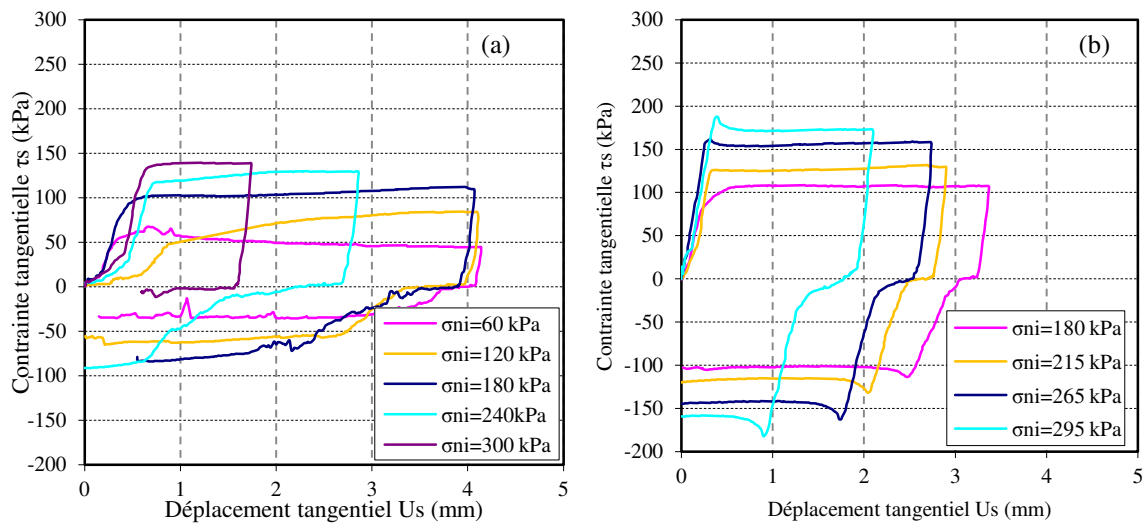 (a)
300
250
200
150
100
50
0
-50
-100
-150
-200
Contrainte tangentielle τs (kPa)
0 1 2 3 4 5
Déplacement tangentiel Us (mm)
σni=60 kPa
σni=120 kPa
σni=180 kPa
σni=240kPa
σni=300 kPa
(b)
300
250
200
150
100
50
0
-50
-100
-150
-200
Contrainte tangentielle τs (kPa)
0 1 2 3 4 5
Déplacement tangentiel Us (mm)
σni=180 kPa
σni=215 kPa
σni=265 kPa
σni=295 kPa